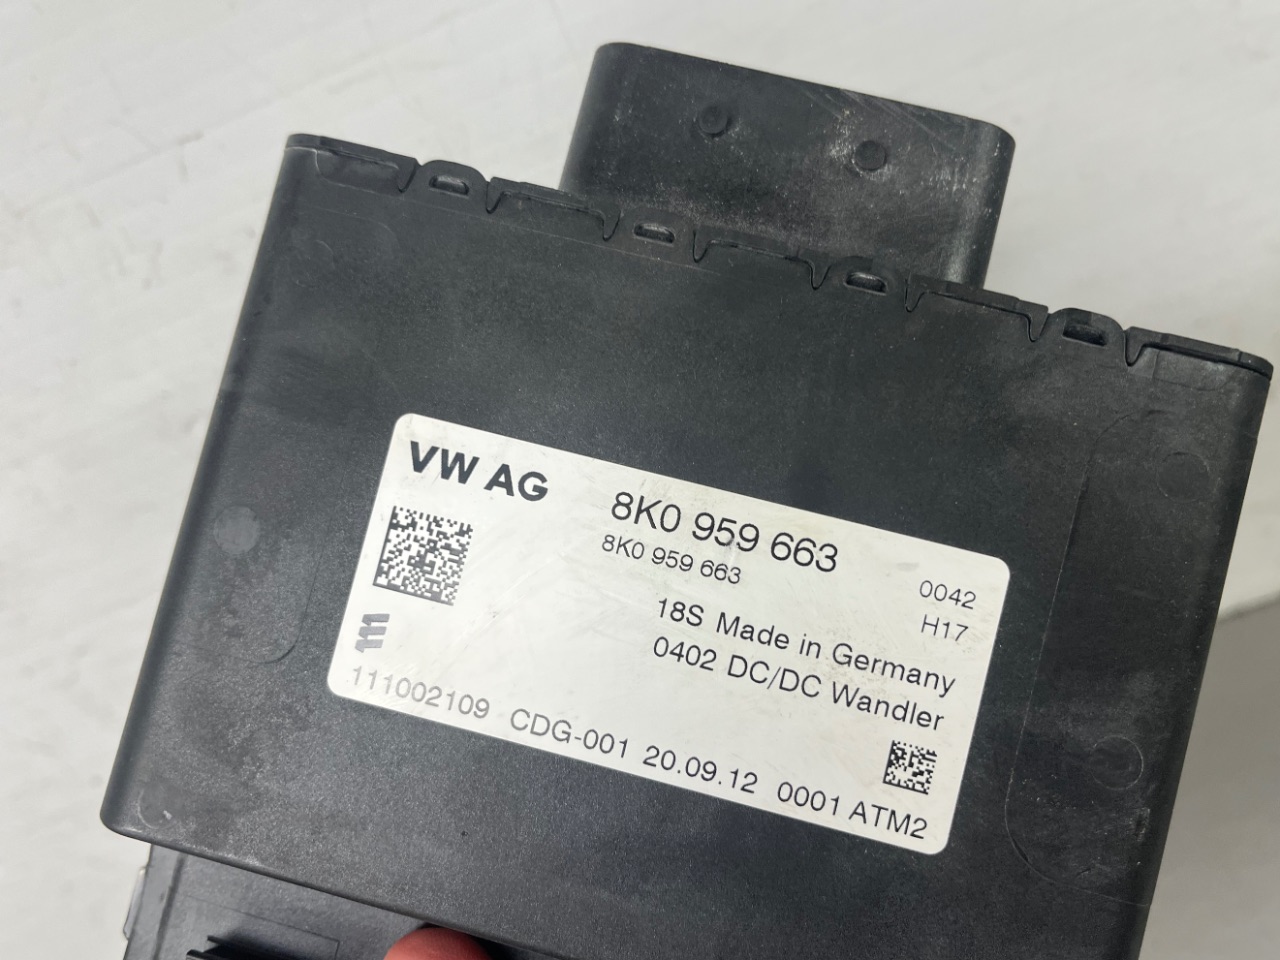 VW AG
8K0 959 663
8K0 959 663
0042
18S Made in Germany
H17
0402 DC/DC Wandler
111002109 CDG-001 20.09.12 0001 ATM2